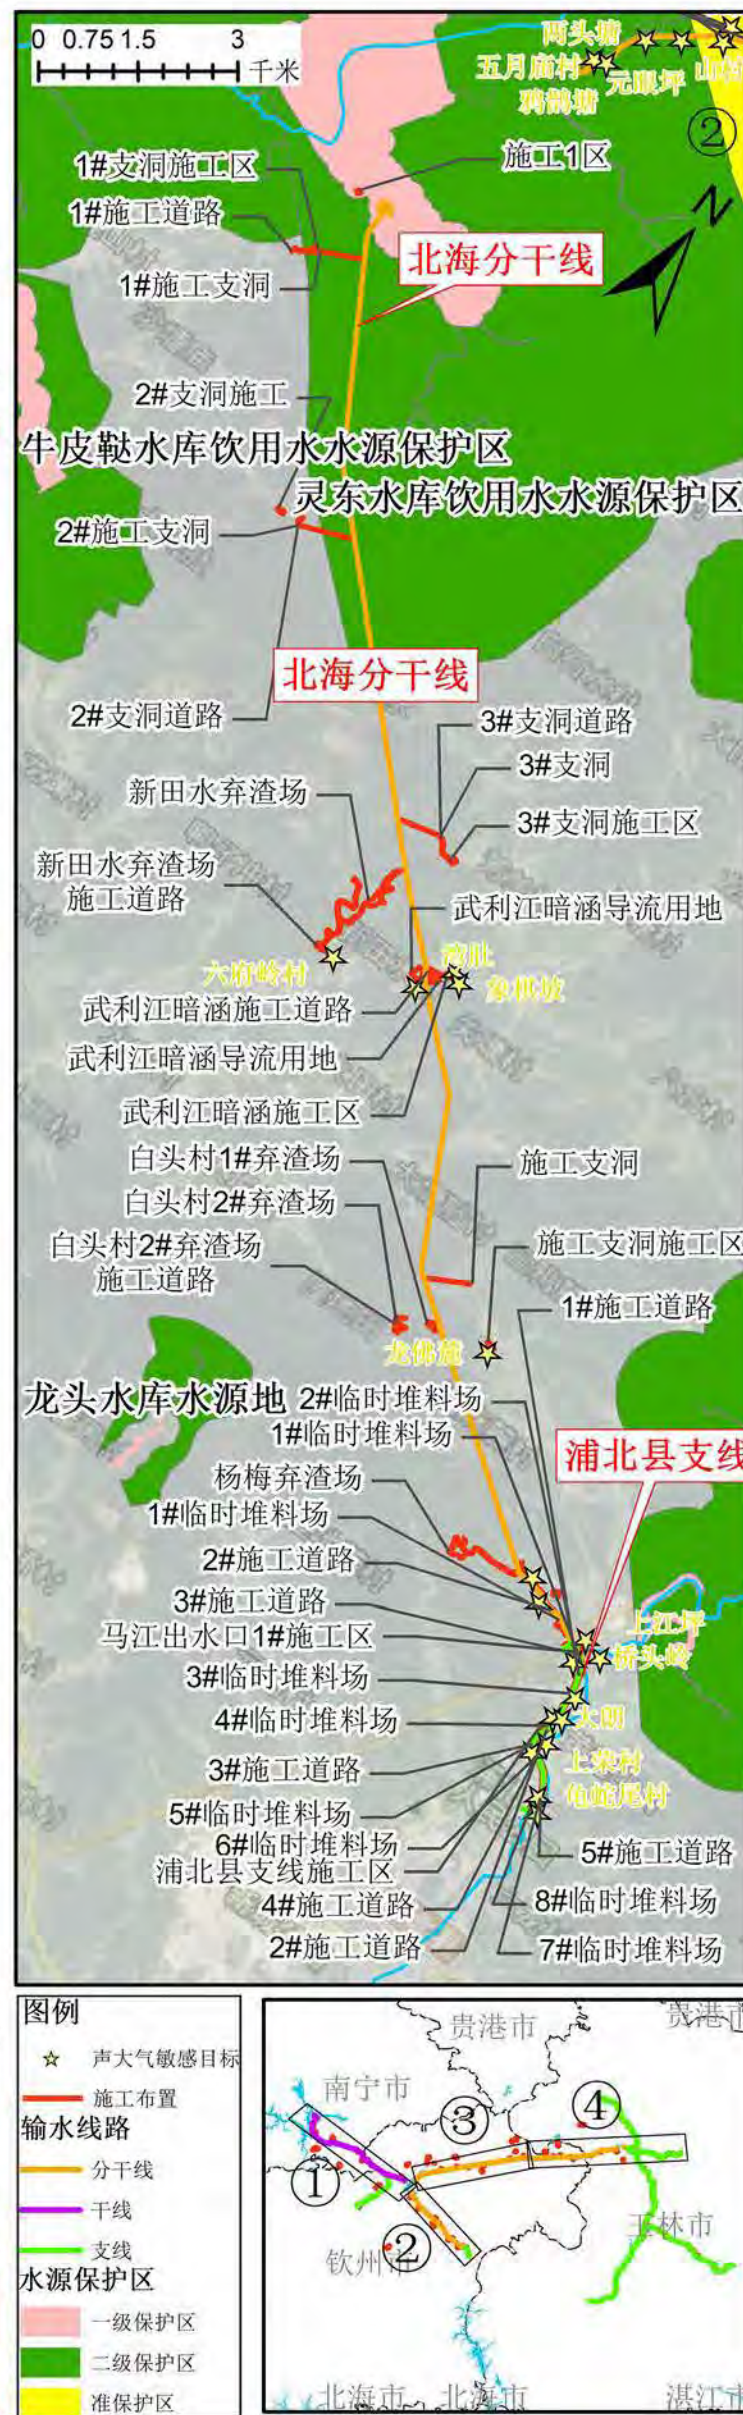 0 0.75 1.5 3
千米
两头塘
五月庙村
元眼坪
鸦鹊塘
②
N
1#支洞施工区
施工1区
1#施工道路
北海分干线
1#施工支洞
2#支洞施工
牛皮鞑水库饮用水水源保护区
灵东水库饮用水水源保护区
2#施工支洞
北海分干线
2#支洞道路
3#支洞道路
3#支洞
新田水弃渣场
3#支洞施工区
新田水弃渣场
施工道路
武利江暗涵导流用地
湾肚
六府岭村
象棋坡
武利江暗涵施工道路
武利江暗涵导流用地
武利江暗涵施工区
白头村1#弃渣场
施工支洞
白头村2#弃渣场
白头村2#弃渣场
施工道路
施工支洞施工区
1#施工道路
龙佛麓
龙头水库水源地
2#临时堆料场
1#临时堆料场
浦北县支线
杨梅弃渣场
1#临时堆料场
2#施工道路
3#施工道路
上江坪
马江出水口1#施工区
桥头岭
3#临时堆料场
大朗
4#临时堆料场
上荣村
3#施工道路
龟蛇尾村
5#临时堆料场
6#临时堆料场
5#施工道路
浦北县支线施工区
4#施工道路
8#临时堆料场
2#施工道路
7#临时堆料场
图例
声大气敏感目标
施工布置
输水线路
分干线
干线
支线
水源保护区
一级保护区
二级保护区
准保护区
贵港市
贵港市
南宁市
③
④
①
②
玉林市
钦州市
北海市
北海市
湛江市